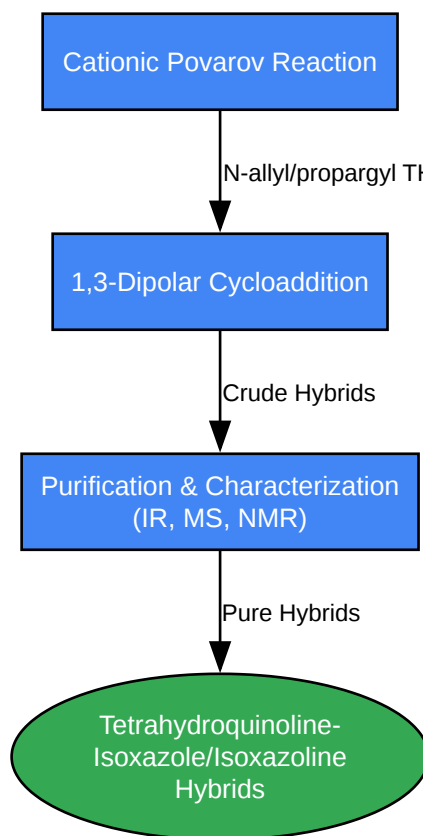 Cationic Povarov Reaction
N-allyl/propargyl
1,3-Dipolar Cycloaddition
Crude Hybrids
Purification & Characterization
(IR, MS, NMR)
Pure Hybrids
Tetrahydroquinoline-
Isoxazole/Isoxazoline
Hybrids